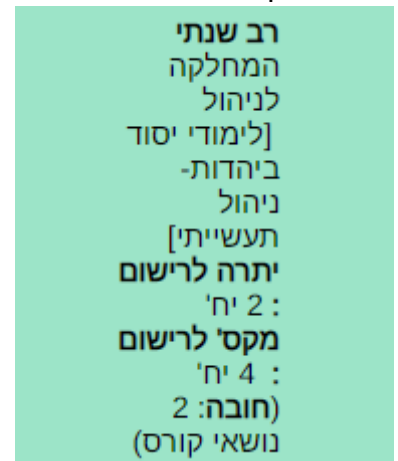 רב שנתי
המחלקה
לניהול
[לימודי יסוד
ביהדות-
ניהול
תעשייתי]
יתרה לרישום
: 2 יח'
מקס' לרישום
: 4 יח'
(חובה: 2
נושאי קורס)